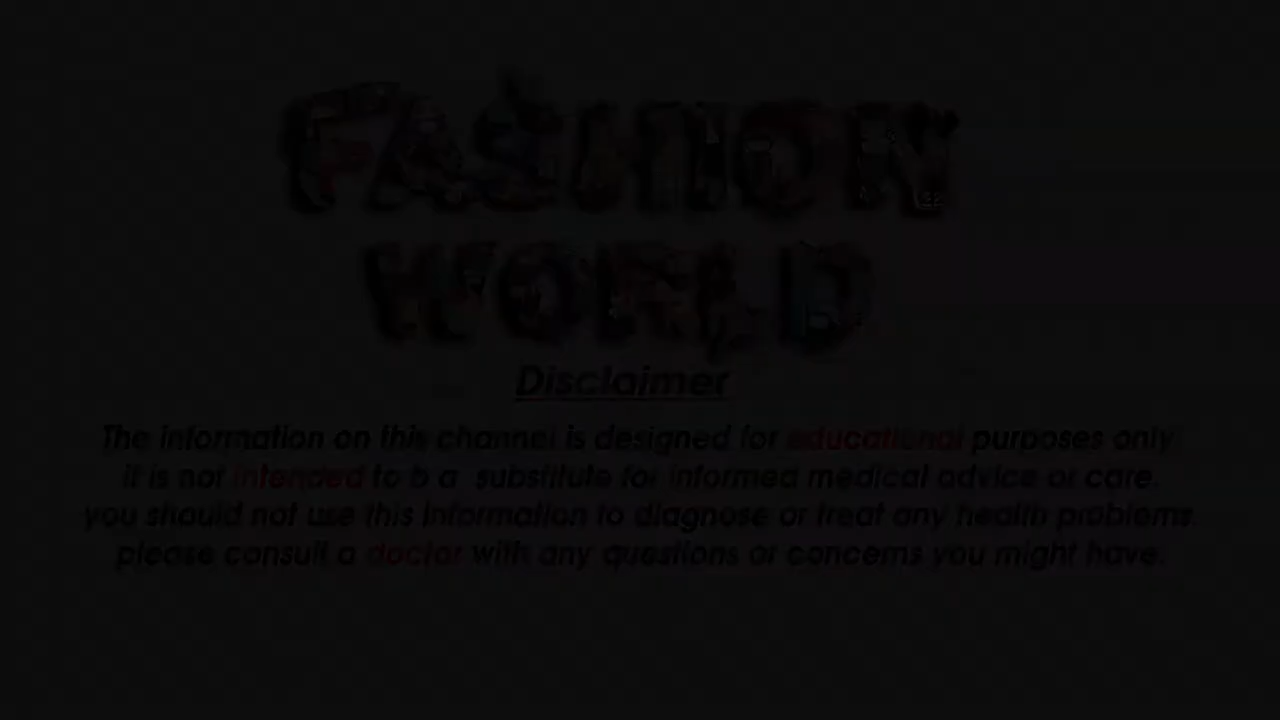 FASHION
WORLD
Disclaimer
The information on this channel is designed for educational purposes only
it is not intended to b a substitute for informed medical advice or care.
you should not use this information to diagnose or treat any health problems
please consult a doctor with any questions or concerns you might have.